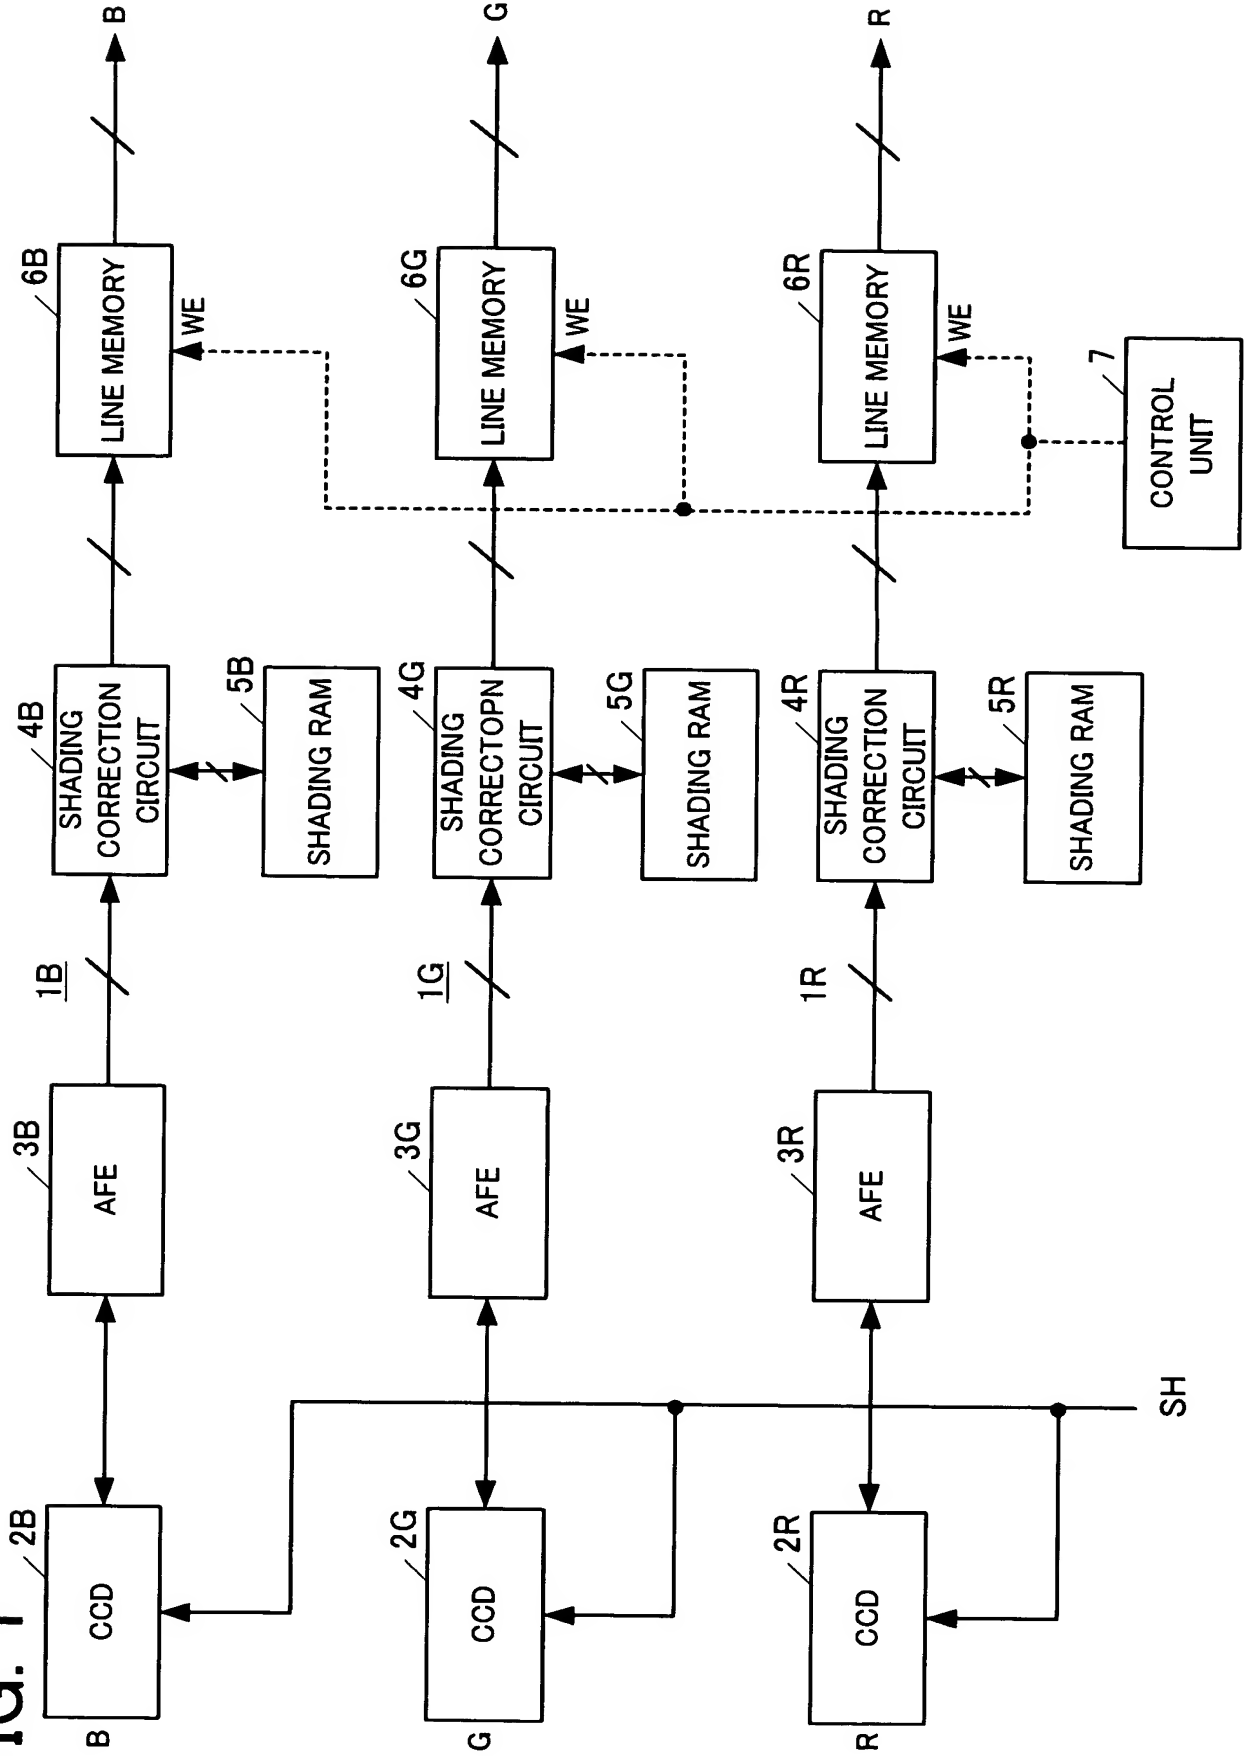 IG. 1
B
2B
CCD
3B
AFE
1B
4B
SHADING
CORRECTION
CIRCUIT
5B
SHADING RAM
6B
LINE MEMORY
WE
B
G
2G
CCD
3G
AFE
1G
4G
SHADING
CORRECTOPN
CIRCUIT
5G
SHADING RAM
6G
LINE MEMORY
WE
G
R
2R
CCD
3R
AFE
1R
4R
SHADING
CORRECTION
CIRCUIT
5R
SHADING RAM
6R
LINE MEMORY
WE
R
SH
7
CONTROL
UNIT